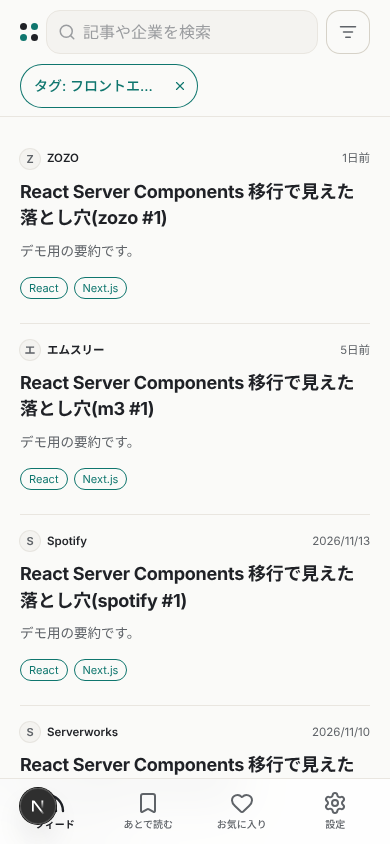 記事や企業を検索
タグ: フロントエ...
Z ZOZO 1日前
React Server Components 移行で見えた
落とし穴(zozo #1)
デモ用の要約です。
React Next.js
エ エムスリー 5日前
React Server Components 移行で見えた
落とし穴(m3 #1)
デモ用の要約です。
React Next.js
S Spotify 2026/11/13
React Server Components 移行で見えた
落とし穴(spotify #1)
デモ用の要約です。
React Next.js
S Serverworks 2026/11/10
React Server Components 移行で見えた
N
フィード あとで読む お気に入り 設定